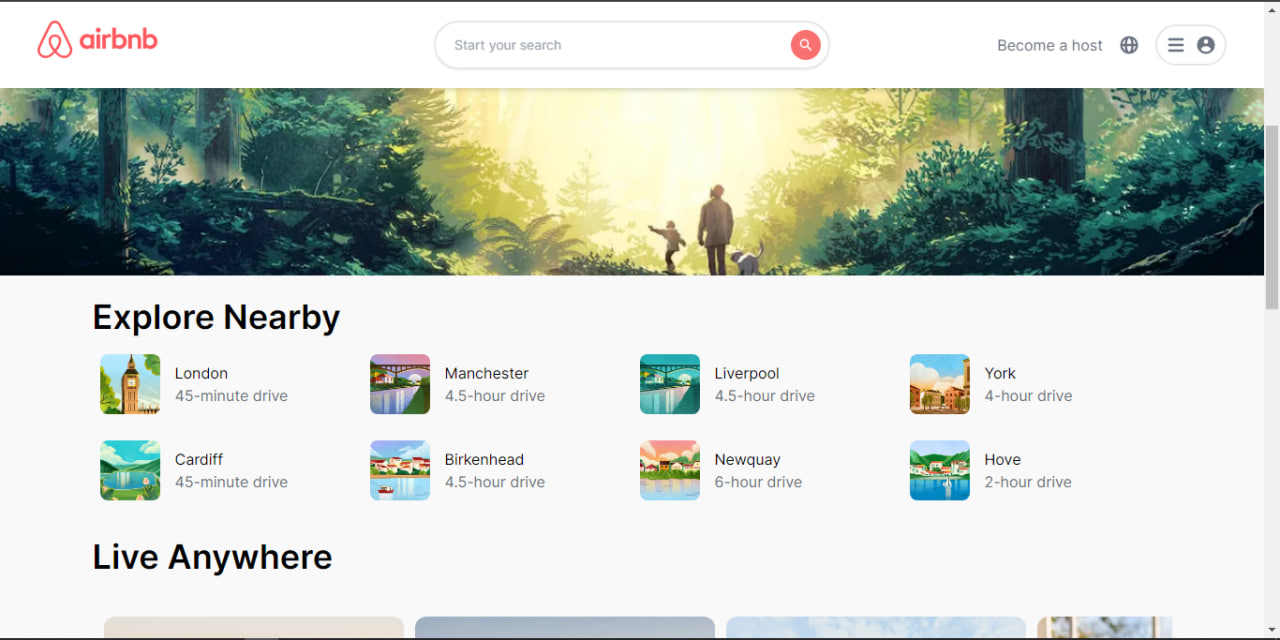 airbnb
Start your search
Become a host
Explore Nearby
London
45-minute drive
Manchester
4.5-hour drive
Liverpool
4.5-hour drive
York
4-hour drive
Cardiff
45-minute drive
Birkenhead
4.5-hour drive
Newquay
6-hour drive
Hove
2-hour drive
Live Anywhere